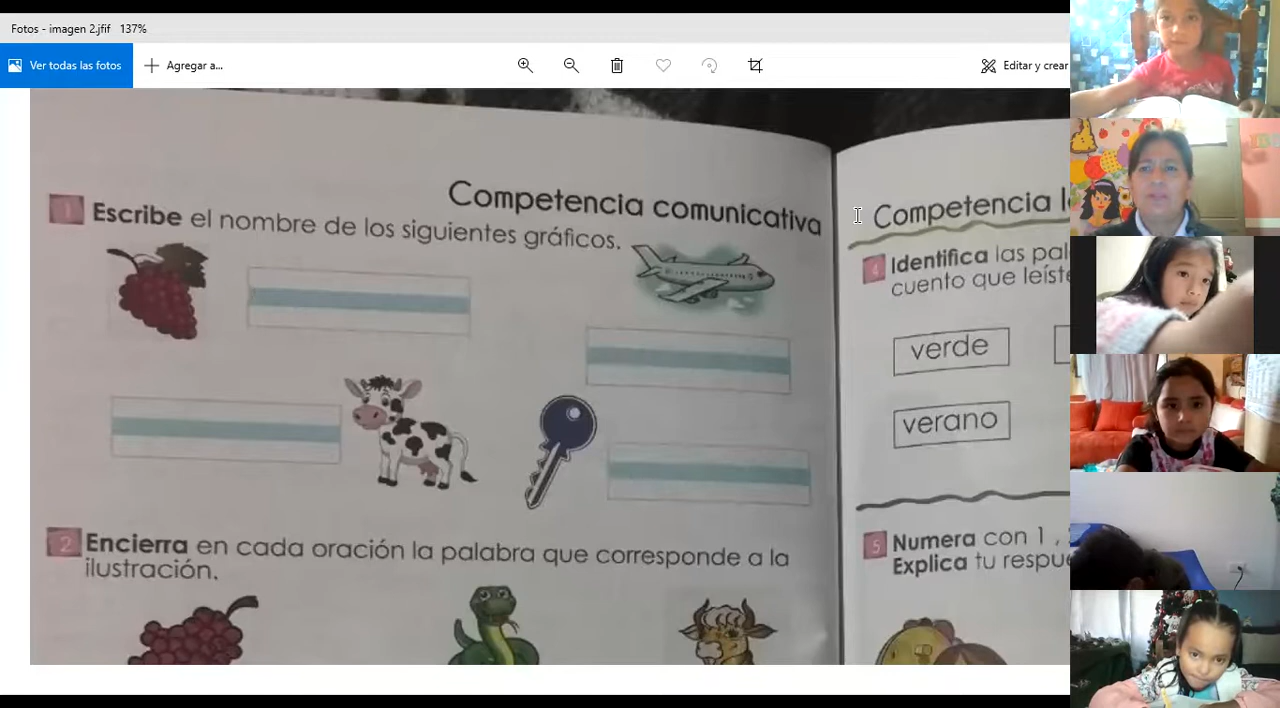 Fotos - imagen 2.jfif 137%
Ver todas las fotos
Agregar a...
Editar y crear
Competencia comunicativa
1 Escribe el nombre de los siguientes gráficos.
2 Encierra en cada oración la palabra que corresponde a la
ilustración.
Competencia l
4 Identifica las pal
cuento que leíste
verde
verano
5 Numera con 1 ,
Explica tu respu